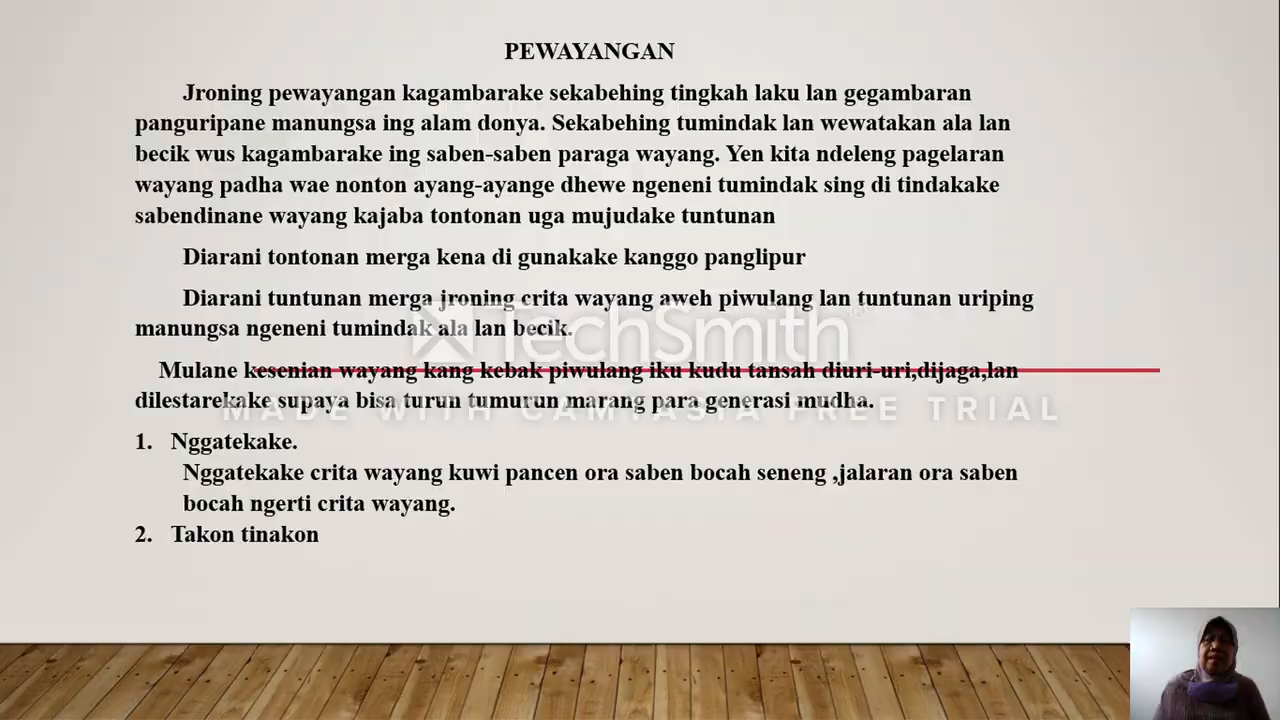 PEWAYANGAN
Jroning pewayangan kagambarake sekabehing tingkah laku lan gegambaran
panguripane manungsa ing alam donya. Sekabehing tumindak lan wewatakan ala lan
becik wus kagambarake ing saben-saben paraga wayang. Yen kita ndeleng pagelaran
wayang padha wae nonton ayang-ayange dhewe ngeneni tumindak sing di tindakake
sabendinane wayang kajaba tontonan uga mujudake tuntunan
Diarani tontonan merga kena di gunakake kanggo panglipur
Diarani tuntunan merga jroning crita wayang aweh piwulang lan tuntunan uriping
manungsa ngeneni tumindak ala lan becik.
TechSmith
Mulane kesenian wayang kang kebak piwulang iku kudu tansah diuri-uri,dijaga,lan
dilestarekake supaya bisa turun tumurun marang para generasi mudha.
MADE WITH CAMTASIA FREE TRIAL
1. Nggatekake.
Nggatekake crita wayang kuwi pancen ora saben bocah seneng ,jalaran ora saben
bocah ngerti crita wayang.
2. Takon tinakon